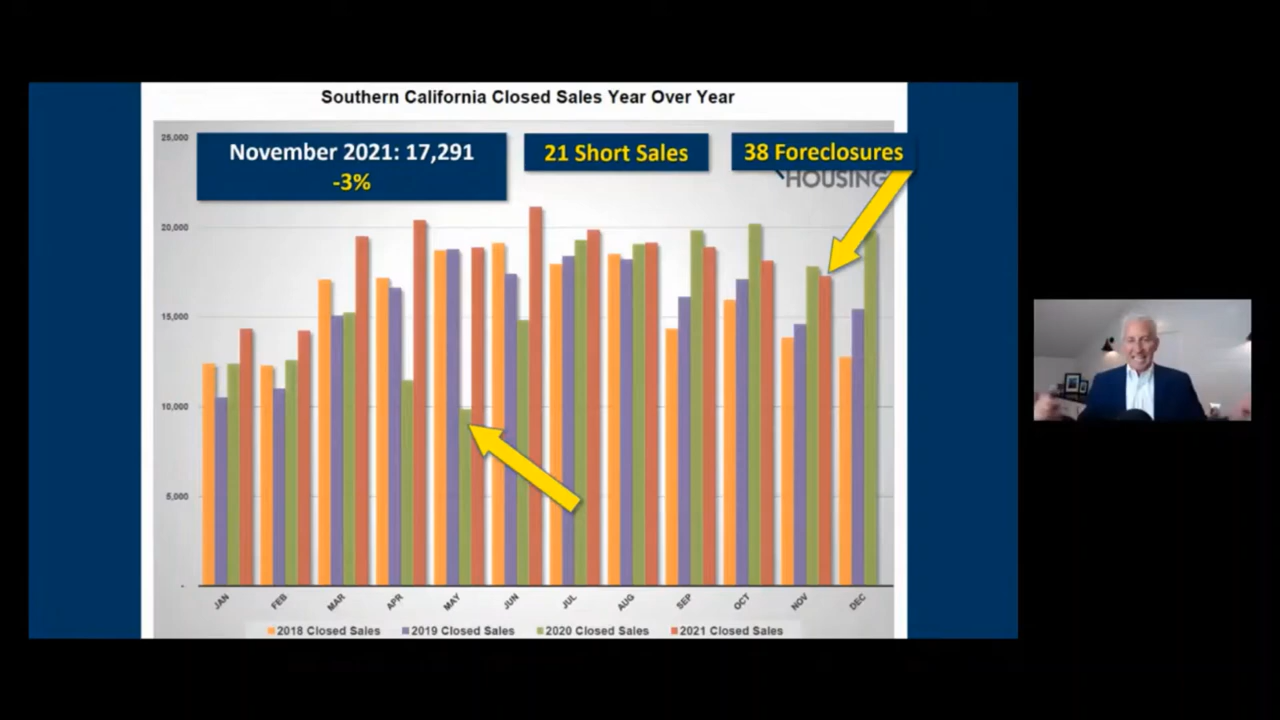 Southern California Closed Sales Year Over Year
November 2021: 17,291
-3%
21 Short Sales
38 Foreclosures
HOUSING
25,000
20,000
15,000
10,000
5,000
-
JAN
FEB
MAR
APR
MAY
JUN
JUL
AUG
SEP
OCT
NOV
DEC
2018 Closed Sales
2019 Closed Sales
2020 Closed Sales
2021 Closed Sales